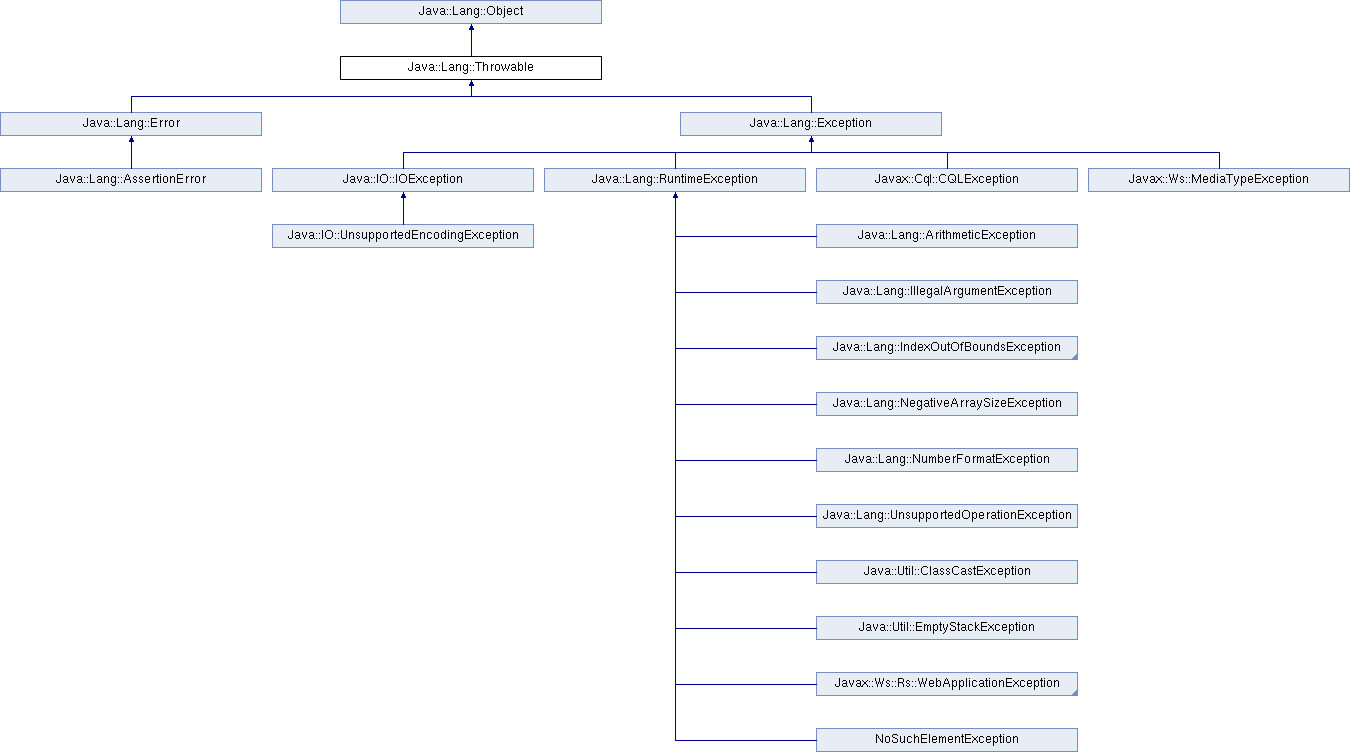 Java::Lang::Object
Java::Lang::Throwable
Java::Lang::Error
Java::Lang::Exception
Java::Lang::AssertionError
Java::IO::IOException
Java::Lang::RuntimeException
Javax::Cql::CQLException
Javax::Ws::MediaTypeException
Java::IO::UnsupportedEncodingException
Java::Lang::ArithmeticException
Java::Lang::IllegalArgumentException
Java::Lang::IndexOutOfBoundsException
Java::Lang::NegativeArraySizeException
Java::Lang::NumberFormatException
Java::Lang::UnsupportedOperationException
Java::Util::ClassCastException
Java::Util::EmptyStackException
Javax::Ws::Rs::WebApplicationException
NoSuchElementException